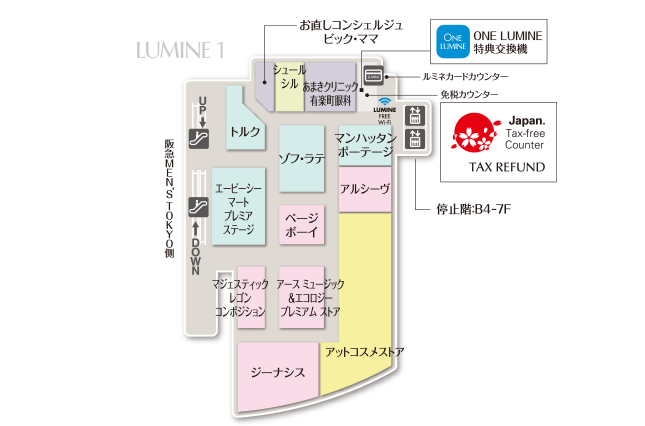 LUMINE 1
お直しコンシェルジュ
ビック・ママ
ONE
LUMINE
ONE LUMINE
特典交換機
シュール
シル
あまきクリニック
有楽町眼科
ルミネカードカウンター
免税カウンター
LUMINE
FREE
Wi-Fi
UP
トルク
ゾフ・ラテ
マンハッタン
ポーテージ
Japan.
Tax-free
Counter
TAX REFUND
阪急MEN'S TOKYO側
エービーシー
マート
プレミア
ステージ
アルシーヴ
停止階:B4-7F
ページ
ボーイ
DOWN
マジェスティック
レゴン
コンポジション
アース ミュージック
&エコロジー
プレミアム ストア
アットコスメストア
ジーナシス